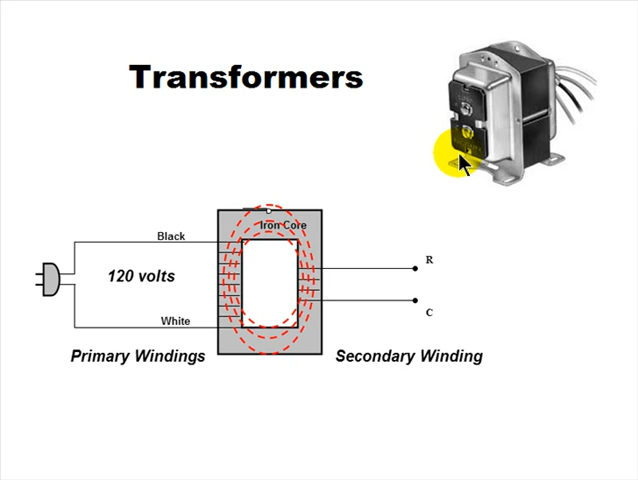 Transformers
Iron Core
Black
R
120 volts
C
White
Primary Windings
Secondary Winding